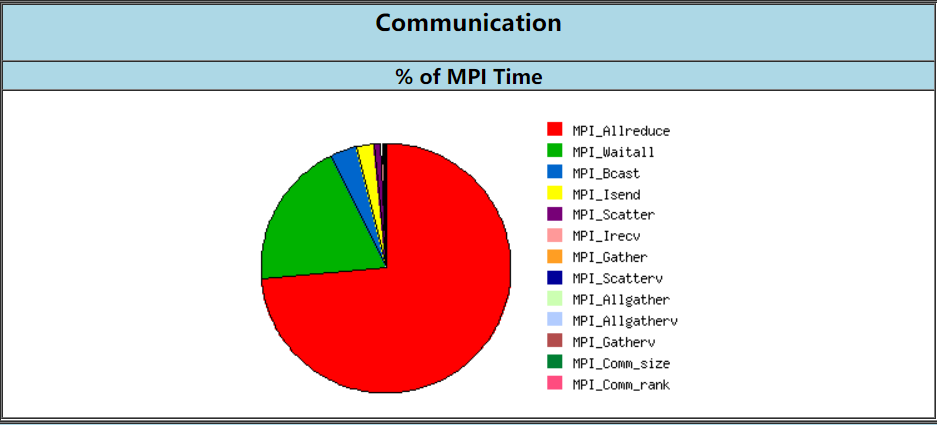 Communication
% of MPI Time
MPI_Allreduce
MPI_Waitall
MPI_Bcast
MPI_Isend
MPI_Scatter
MPI_Irecv
MPI_Gather
MPI_Scatterv
MPI_Allgather
MPI_Allgatherv
MPI_Gatherv
MPI_Comm_size
MPI_Comm_rank